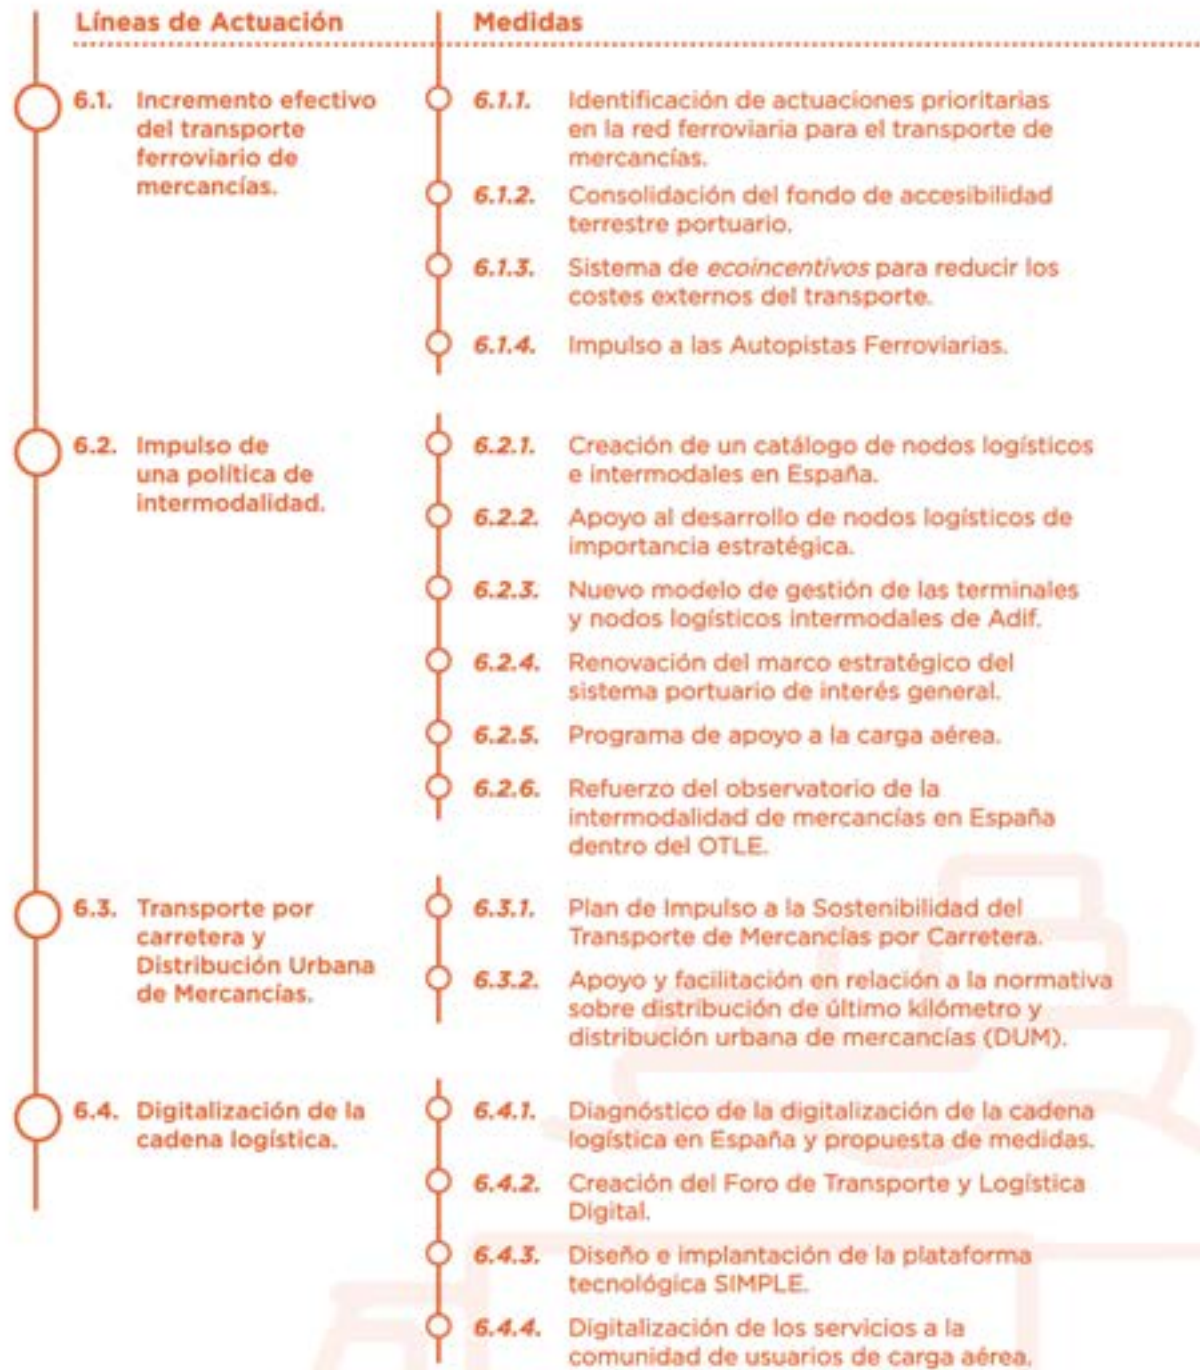 Líneas de Actuación
Medidas
6.1. Incremento efectivo
del transporte
ferroviario de
mercancías.
6.1.1. Identificación de actuaciones prioritarias
en la red ferroviaria para el transporte de
mercancías.
6.1.2. Consolidación del fondo de accesibilidad
terrestre portuario.
6.1.3. Sistema de ecoincentivos para reducir los
costes externos del transporte.
6.1.4. Impulso a las Autopistas Ferroviarias.
6.2. Impulso de
una política de
intermodalidad.
6.2.1. Creación de un catálogo de nodos logísticos
e intermodales en España.
6.2.2. Apoyo al desarrollo de nodos logísticos de
importancia estratégica.
6.2.3. Nuevo modelo de gestión de las terminales
y nodos logísticos intermodales de Adif.
6.2.4. Renovación del marco estratégico del
sistema portuario de interés general.
6.2.5. Programa de apoyo a la carga aérea.
6.2.6. Refuerzo del observatorio de la
intermodalidad de mercancías en España
dentro del OTLE.
6.3. Transporte por
carretera y
Distribución Urbana
de Mercancías.
6.3.1. Plan de Impulso a la Sostenibilidad del
Transporte de Mercancías por Carretera.
6.3.2. Apoyo y facilitación en relación a la normativa
sobre distribución de último kilómetro y
distribución urbana de mercancías (DUM).
6.4. Digitalización de la
cadena logística.
6.4.1. Diagnóstico de la digitalización de la cadena
logística en España y propuesta de medidas.
6.4.2. Creación del Foro de Transporte y Logística
Digital.
6.4.3. Diseño e implantación de la plataforma
tecnológica SIMPLE.
6.4.4. Digitalización de los servicios a la
comunidad de usuarios de carga aérea.